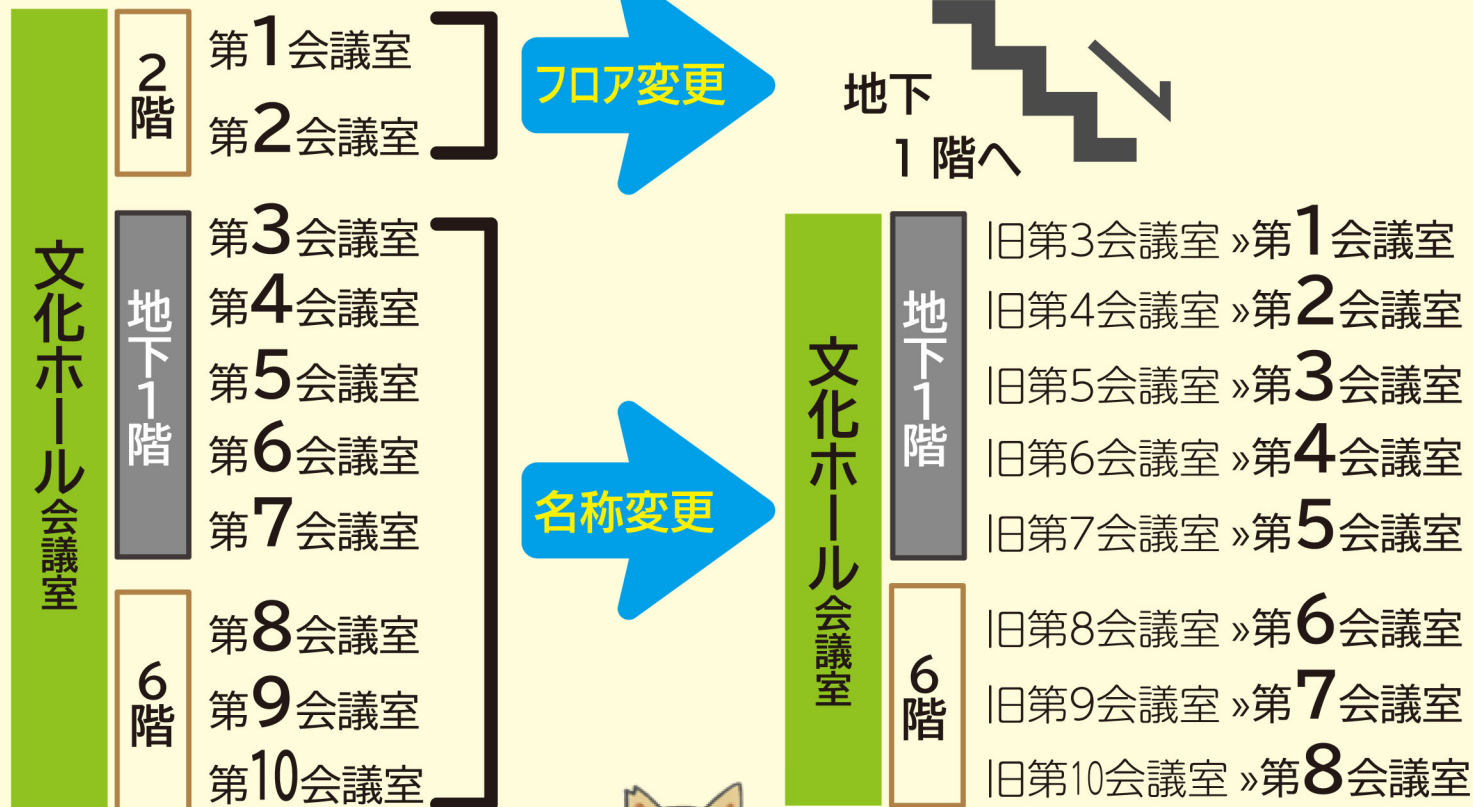 文化ホール会議室
2階
第1会議室
第2会議室
フロア変更
地下
1階へ
地下1階
第3会議室
第4会議室
第5会議室
第6会議室
第7会議室
6階
第8会議室
第9会議室
第10会議室
名称変更
文化ホール会議室
地下1階
旧第3会議室 »第1会議室
旧第4会議室 »第2会議室
旧第5会議室 »第3会議室
旧第6会議室 »第4会議室
旧第7会議室 »第5会議室
6階
旧第8会議室 »第6会議室
旧第9会議室 »第7会議室
旧第10会議室 »第8会議室